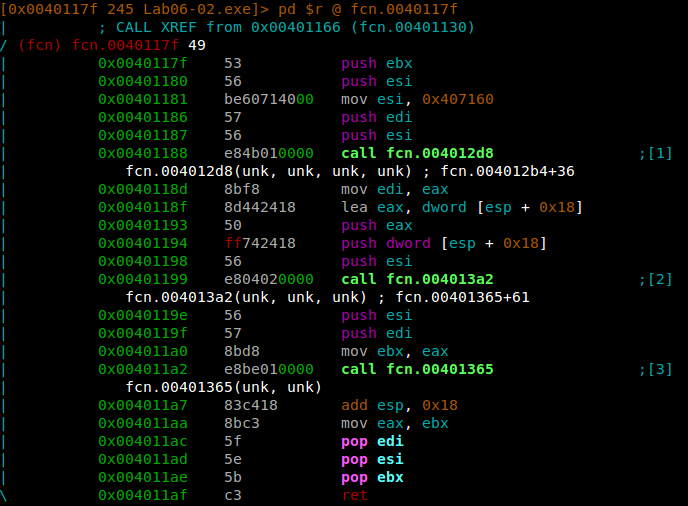 [0x0040117f 245 Lab06-02.exe]> pd $r @ fcn.0040117f
| ; CALL XREF from 0x00401166 (fcn.00401130)
/ (fcn) fcn.0040117f 49
| 0x0040117f 53 push ebx
| 0x00401180 56 push esi
| 0x00401181 be60714000 mov esi, 0x407160
| 0x00401186 57 push edi
| 0x00401187 56 push esi
| 0x00401188 e84b010000 call fcn.004012d8 ;[1]
| fcn.004012d8(unk, unk, unk, unk) ; fcn.004012b4+36
| 0x0040118d 8bf8 mov edi, eax
| 0x0040118f 8d442418 lea eax, dword [esp + 0x18]
| 0x00401193 50 push eax
| 0x00401194 ff742418 push dword [esp + 0x18]
| 0x00401198 56 push esi
| 0x00401199 e804020000 call fcn.004013a2 ;[2]
| fcn.004013a2(unk, unk, unk) ; fcn.00401365+61
| 0x0040119e 56 push esi
| 0x0040119f 57 push edi
| 0x004011a0 8bd8 mov ebx, eax
| 0x004011a2 e8be010000 call fcn.00401365 ;[3]
| fcn.00401365(unk, unk)
| 0x004011a7 83c418 add esp, 0x18
| 0x004011aa 8bc3 mov eax, ebx
| 0x004011ac 5f pop edi
| 0x004011ad 5e pop esi
| 0x004011ae 5b pop ebx
\ 0x004011af c3 ret